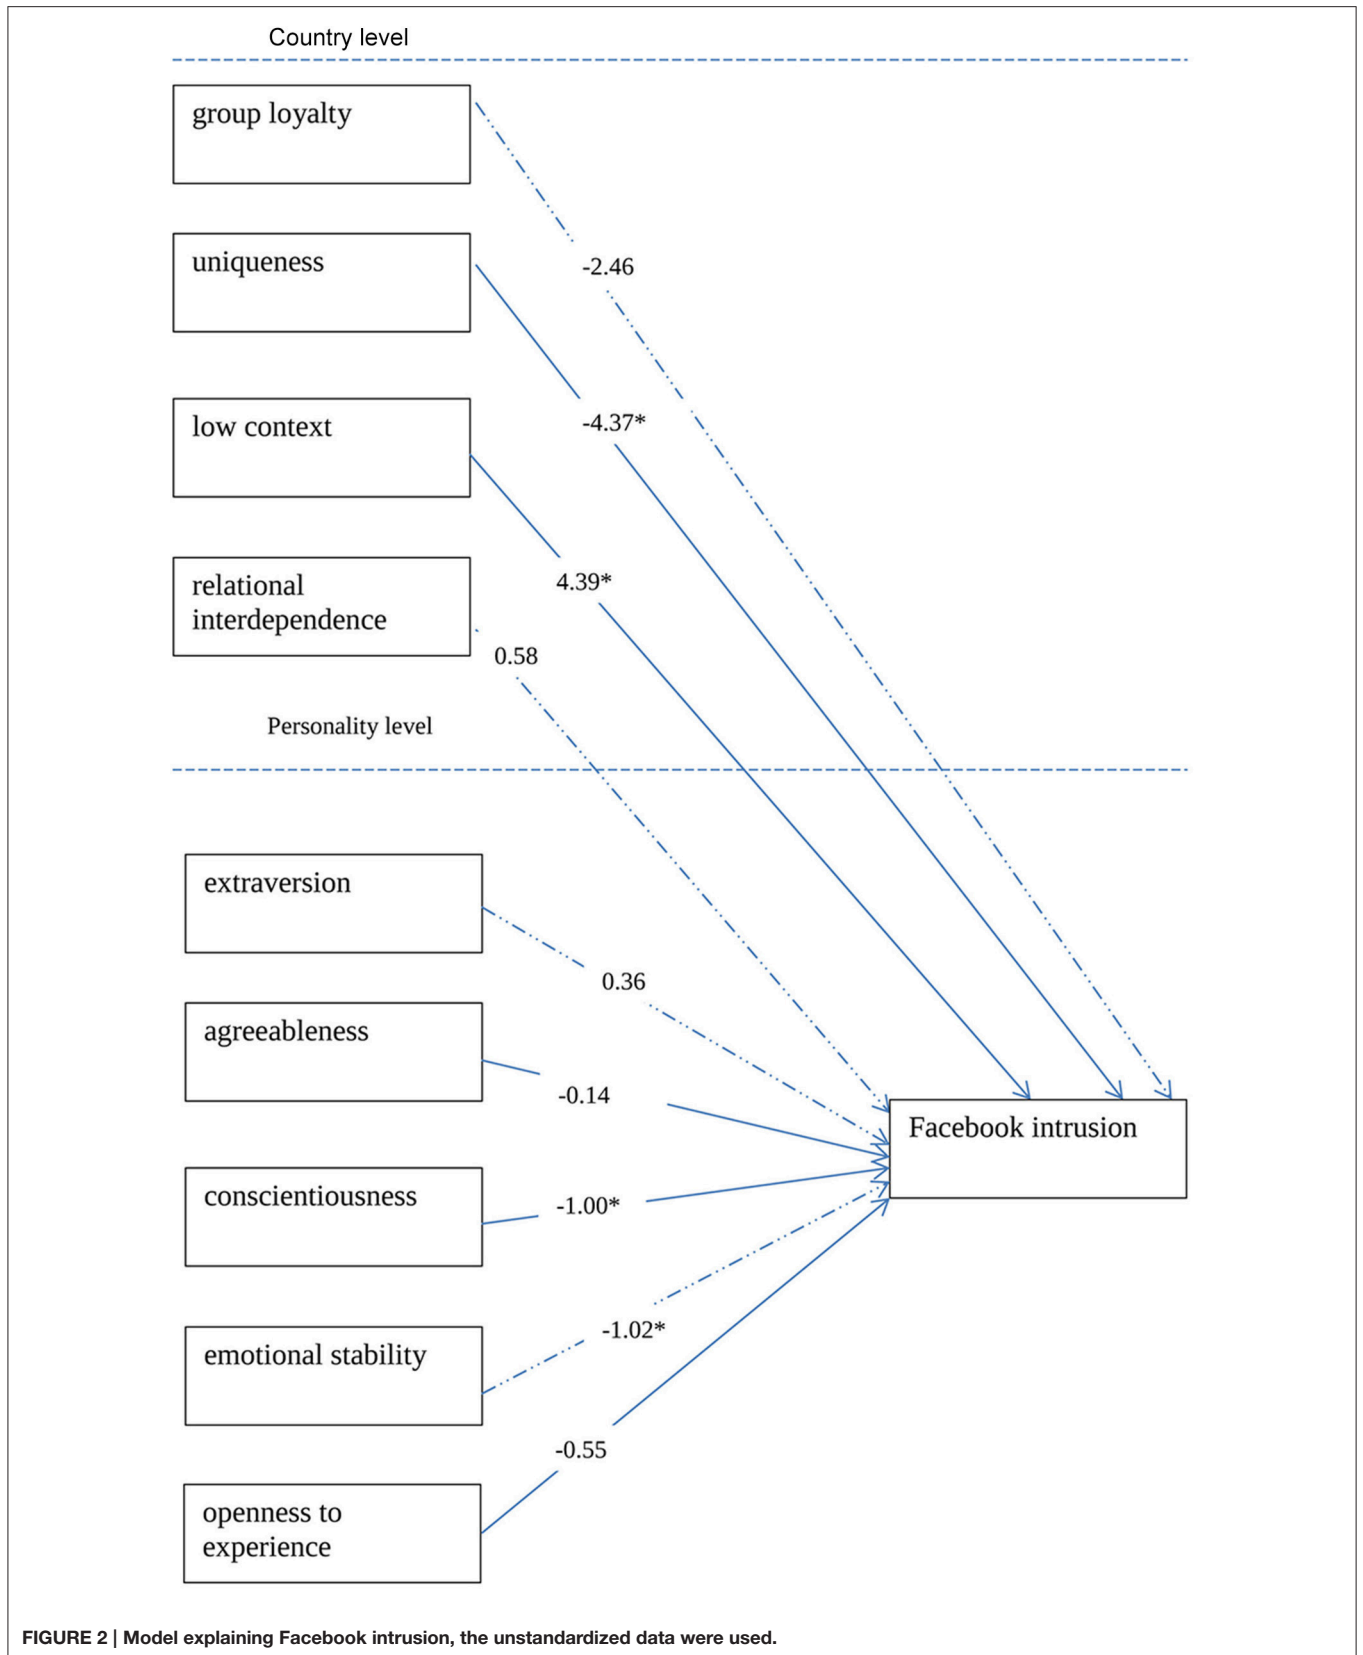 Country level
group loyalty
-2.46
uniqueness
-4.37*
low context
4.39*
relational
interdependence
0.58
Personality level
extraversion
0.36
agreeableness
-0.14
Facebook intrusion
conscientiousness
-1.00*
emotional stability
-1.02*
-0.55
openness to
experience
FIGURE 2 | Model explaining Facebook intrusion, the unstandardized data were used.